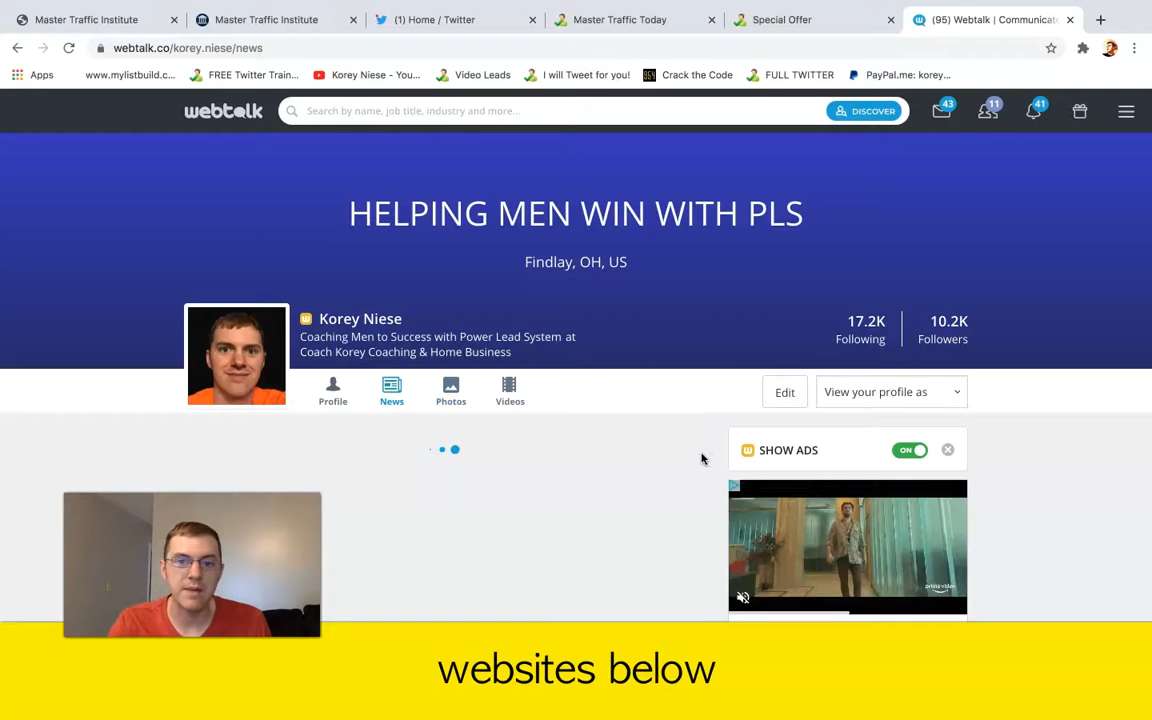 Master Traffic Institute
Master Traffic Institute
(1) Home / Twitter
Master Traffic Today
Special Offer
(95) Webtalk | Communicate
webtalk.co/korey.niese/news
Apps
www.mylistbuild.c...
FREE Twitter Train...
Korey Niese - You...
Video Leads
I will Tweet for you!
Crack the Code
FULL TWITTER
PayPal.me: korey...
webtalk
Search by name, job title, industry and more...
DISCOVER
43
11
41
HELPING MEN WIN WITH PLS
Findlay, OH, US
Korey Niese
Coaching Men to Success with Power Lead System at
Coach Korey Coaching & Home Business
17.2K
Following
10.2K
Followers
Profile
News
Photos
Videos
Edit
View your profile as
SHOW ADS
ON
prime video
websites below